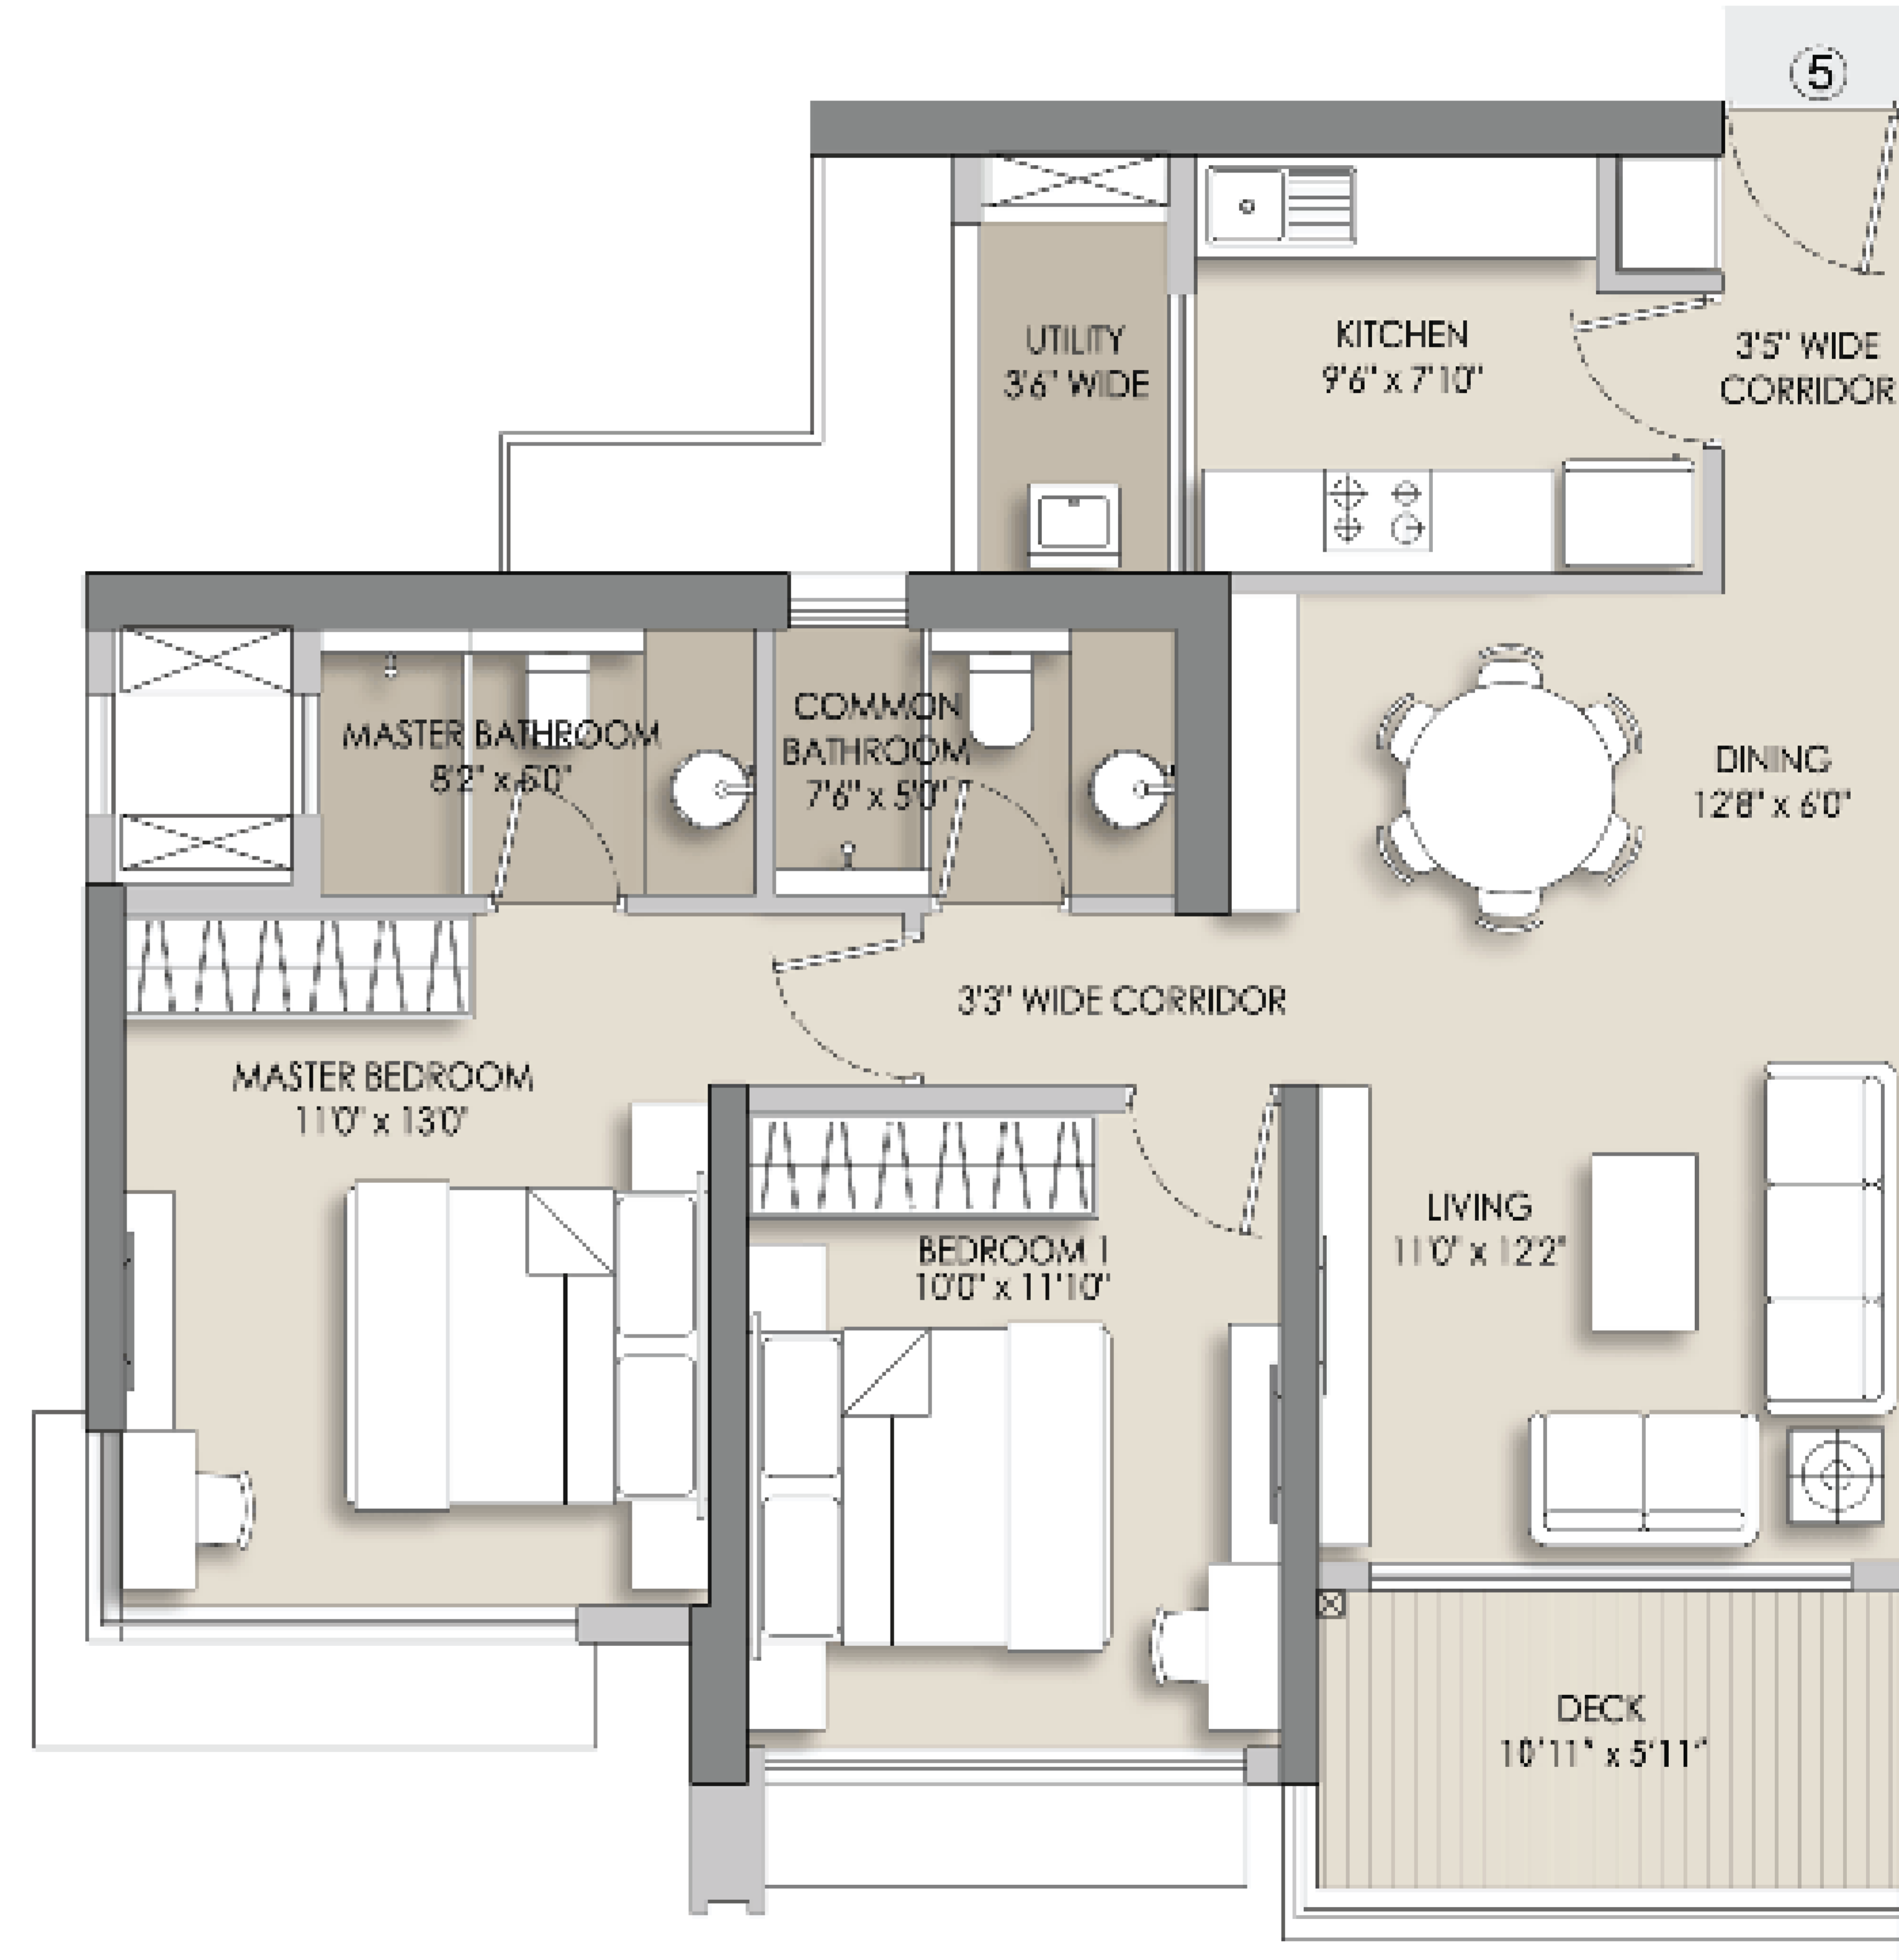 5
UTILITY
3'6" WIDE
KITCHEN
9'6" x 7'10"
3'5" WIDE
CORRIDOR
MASTER BATHROOM
8'2" x 5'0"
COMMON
BATHROOM
7'6" x 5'0"
DINING
12'8" x 6'0"
3'3" WIDE CORRIDOR
MASTER BEDROOM
11'0" x 13'0"
BEDROOM 1
10'0" x 11'10"
LIVING
11'0" x 12'2"
DECK
10'11" x 5'11"